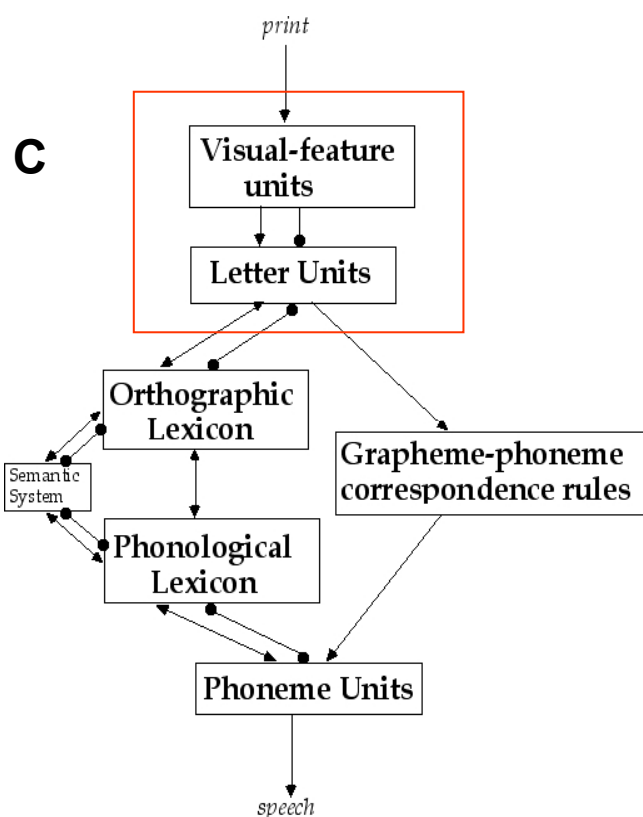 print
C
Visual-feature
units
Letter Units
Orthographic
Lexicon
Semantic
System
Grapheme-phoneme
correspondence rules
Phonological
Lexicon
Phoneme Units
speech